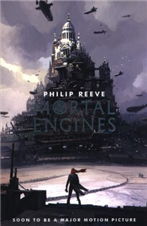 PHILIP REEVE
MORTAL
ENGINES
SOON TO BE A MAJOR MOTION PICTURE